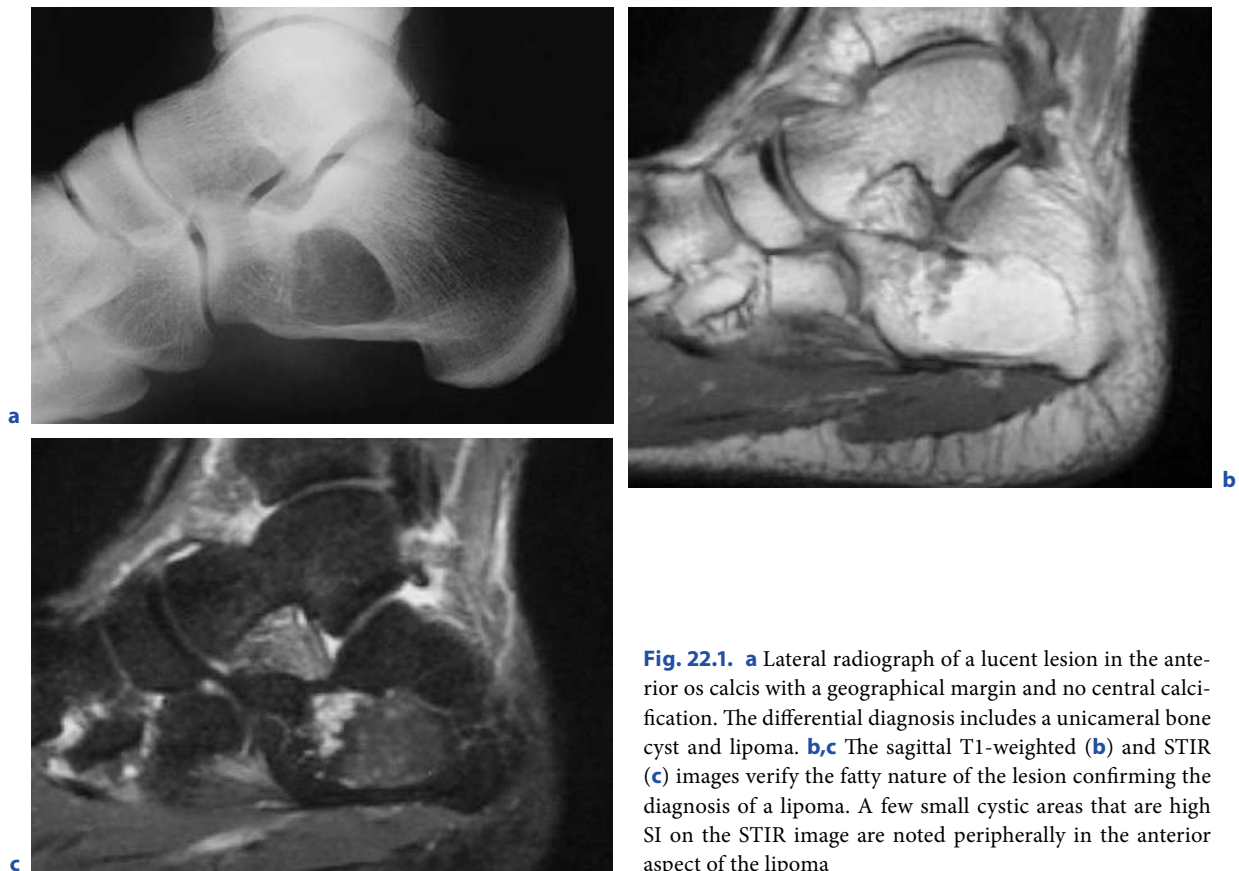 a
b
c
Fig. 22.1. a Lateral radiograph of a lucent lesion in the ante-
rior os calcis with a geographical margin and no central calci-
fication. The differential diagnosis includes a unicameral bone
cyst and lipoma. b,c The sagittal T1-weighted (b) and STIR
(c) images verify the fatty nature of the lesion confirming the
diagnosis of a lipoma. A few small cystic areas that are high
SI on the STIR image are noted peripherally in the anterior
aspect of the lipoma